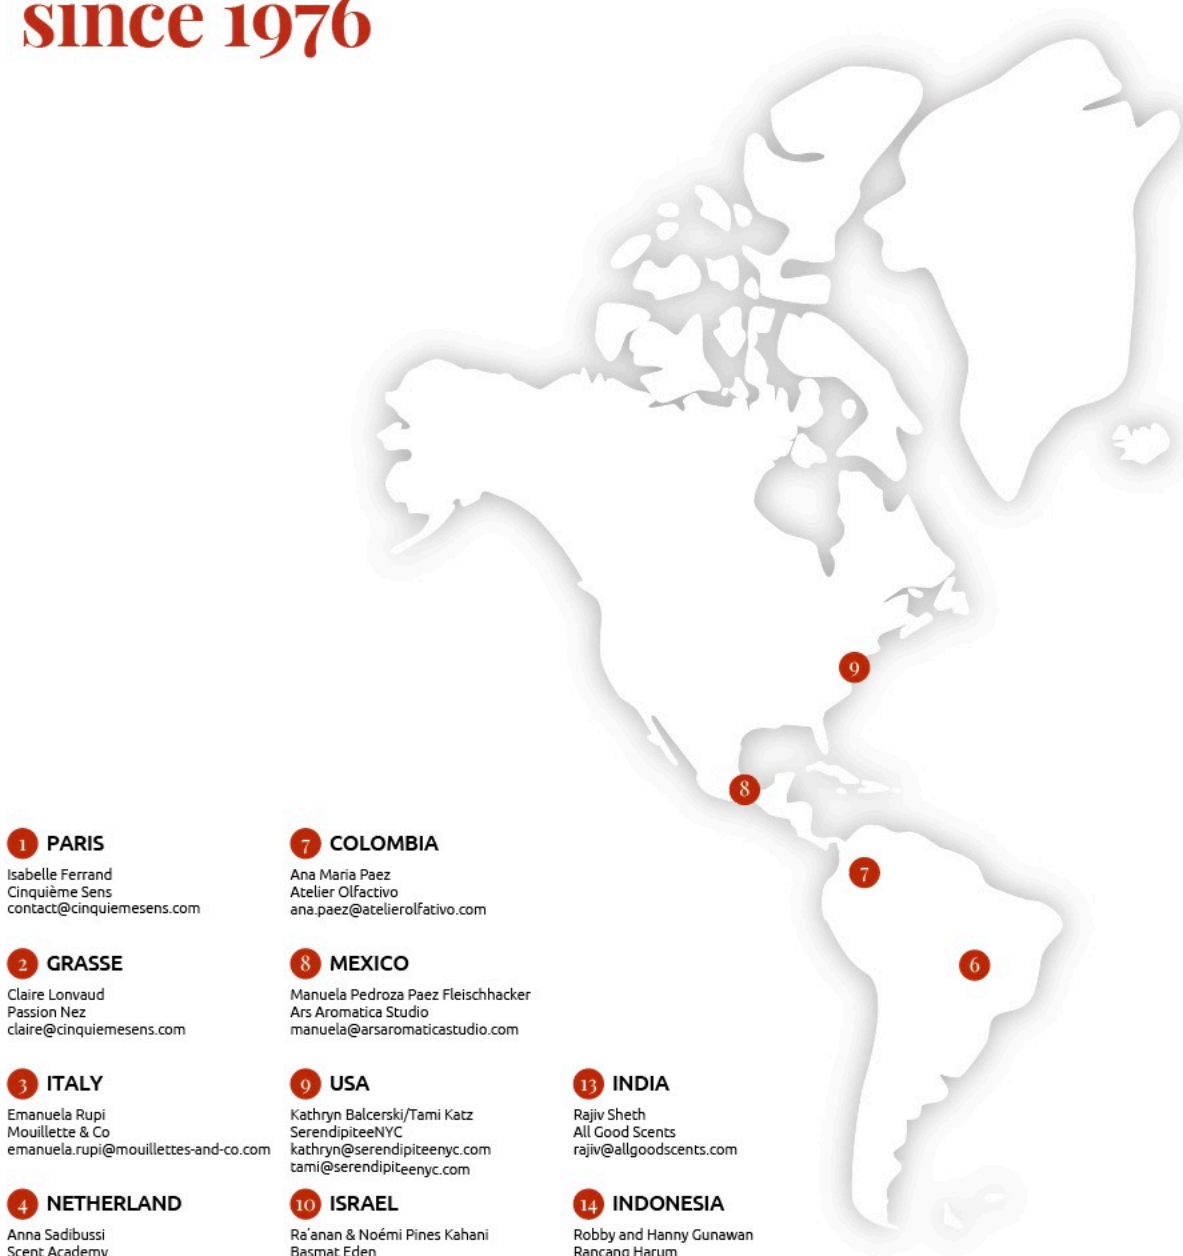 since 1976
9
8
7
6
1 PARIS
Isabelle Ferrand
Cinquième Sens
contact@cinquiemesens.com
2 GRASSE
Claire Lonvaud
Passion Nez
claire@cinquiemesens.com
3 ITALY
Emanuela Rupi
Mouillette & Co
emanuela.rupi@mouillettes-and-co.com
4 NETHERLAND
Anna Sadibussi
Scent Academy
7 COLOMBIA
Ana Maria Paez
Atelier Olfactivo
ana.paez@atelierolfativo.com
8 MEXICO
Manuela Pedroza Paez Fleischhacker
Ars Aromatica Studio
manuela@arsaromaticastudio.com
9 USA
Kathryn Balcerski/Tami Katz
SerendipiteeNYC
kathryn@serendipiteenyc.com
tami@serendipiteenyc.com
10 ISRAEL
Ra'anan & Noémi Pines Kahani
Basmat Eden
13 INDIA
Rajiv Sheth
All Good Scents
rajiv@allgoodscents.com
14 INDONESIA
Robby and Hanny Gunawan
Rancang Harum